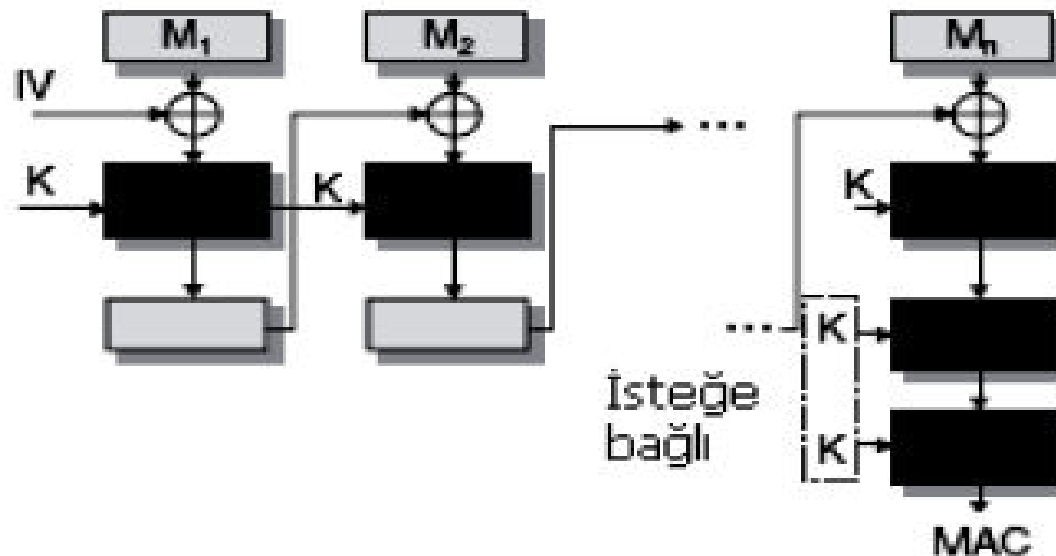 M₁ M₂ Mₙ
IV
...
K K K
... K
İsteğe
bağlı K
MAC